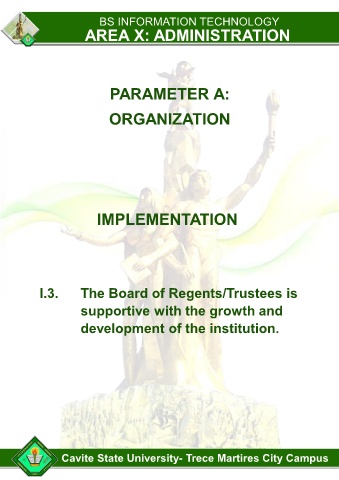 BS INFORMATION TECHNOLOGY
AREA X: ADMINISTRATION
PARAMETER A:
ORGANIZATION
IMPLEMENTATION
I.3. The Board of Regents/Trustees is
supportive with the growth and
development of the institution.
Cavite State University- Trece Martires City Campus